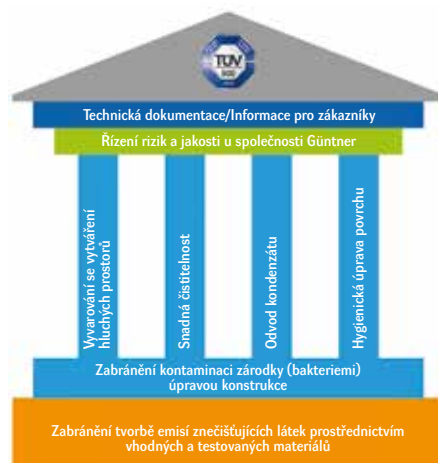 TÜV
SÜD
Technická dokumentace/Informace pro zákazníky
Řízení rizik a jakosti u společnosti Güntner
Vyvarování se vytváření
hluchých prostorů
Snadná čistitelnost
Odvod kondenzátu
Hygienická úprava povrchu
Zabránění kontaminaci zárodky (bakteriemi)
úpravou konstrukce
Zabránění tvorbě emisí znečišťujících látek prostřednictvím
vhodných a testovaných materiálů